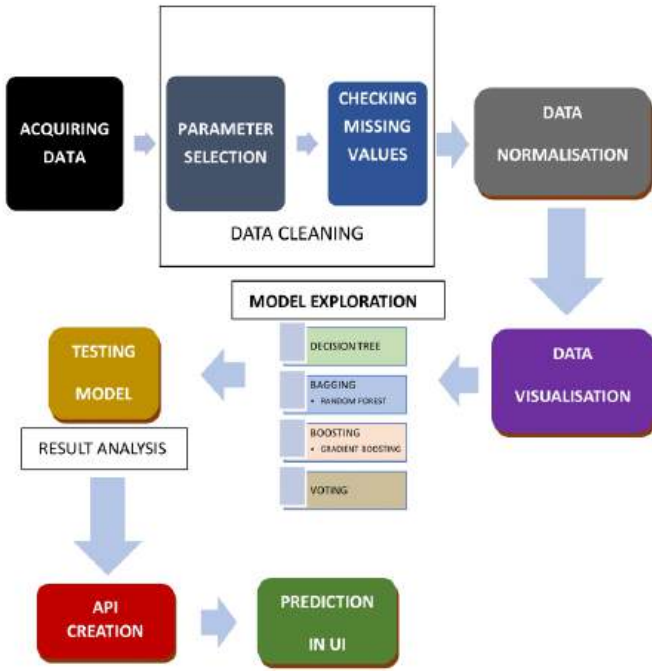 ACQUIRING
DATA
PARAMETER
SELECTION
CHECKING
MISSING
VALUES
DATA CLEANING
DATA
NORMALISATION
DATA
VISUALISATION
MODEL EXPLORATION
DECISION TREE
BAGGING
• RANDOM FOREST
BOOSTING
• GRADIENT BOOSTING
VOTING
TESTING
MODEL
RESULT ANALYSIS
API
CREATION
PREDICTION
IN UI